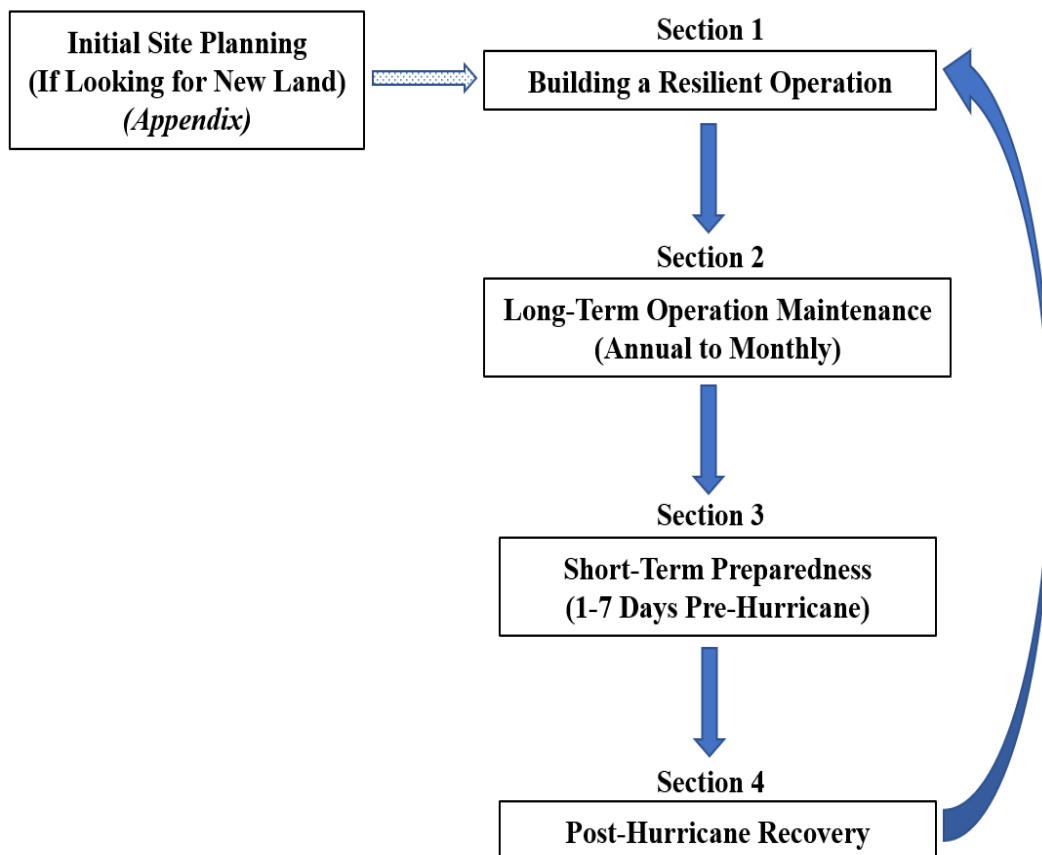 Initial Site Planning
(If Looking for New Land)
(Appendix)
Section 1
Building a Resilient Operation
Section 2
Long-Term Operation Maintenance
(Annual to Monthly)
Section 3
Short-Term Preparedness
(1-7 Days Pre-Hurricane)
Section 4
Post-Hurricane Recovery